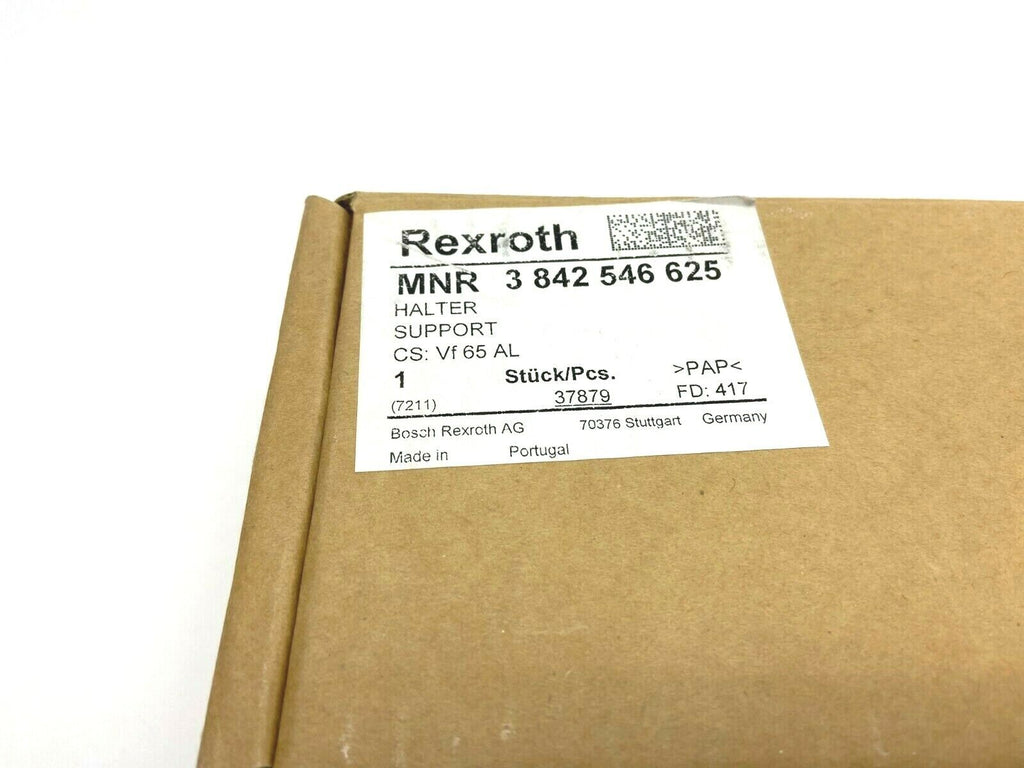 Rexroth
MNR 3 842 546 625
HALTER
SUPPORT
CS: Vf 65 AL
1 Stück/Pcs. >PAP<
(7211) 37879 FD: 417
Bosch Rexroth AG 70376 Stuttgart Germany
Made in Portugal